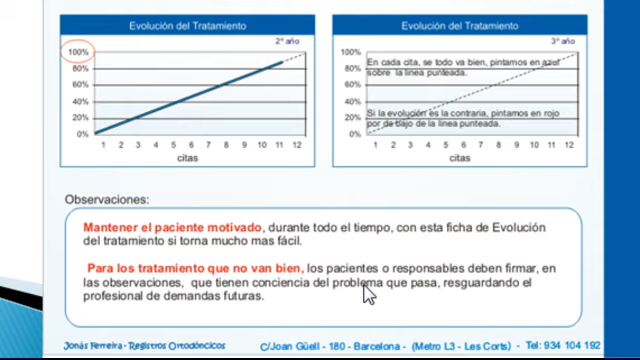 Evolución del Tratamiento
2º año
100%
80%
60%
40%
20%
0%
1 2 3 4 5 6 7 8 9 10 11 12
citas
Evolución del Tratamiento
3º año
100%
80%
60%
40%
20%
0%
En cada cita, se todo va bien, pintamos en azul
sobre la linea punteada.
Si la evolución es la contraria, pintamos en rojo
por debajo de la linea punteada.
1 2 3 4 5 6 7 8 9 10 11 12
citas
Observaciones:
Mantener el paciente motivado, durante todo el tiempo, con esta ficha de Evolución
del tratamiento si torna mucho mas fácil.
Para los tratamiento que no van bien, los pacientes o responsables deben firmar, en
las observaciones, que tienen conciencia del problema que pasa, resguardando el
profesional de demandas futuras.
Jonás Ferreira - Registros Ortodóncicos
C/Joan Güell - 180 - Barcelona - (Metro L3 - Les Corts) - Tel: 934 104 192